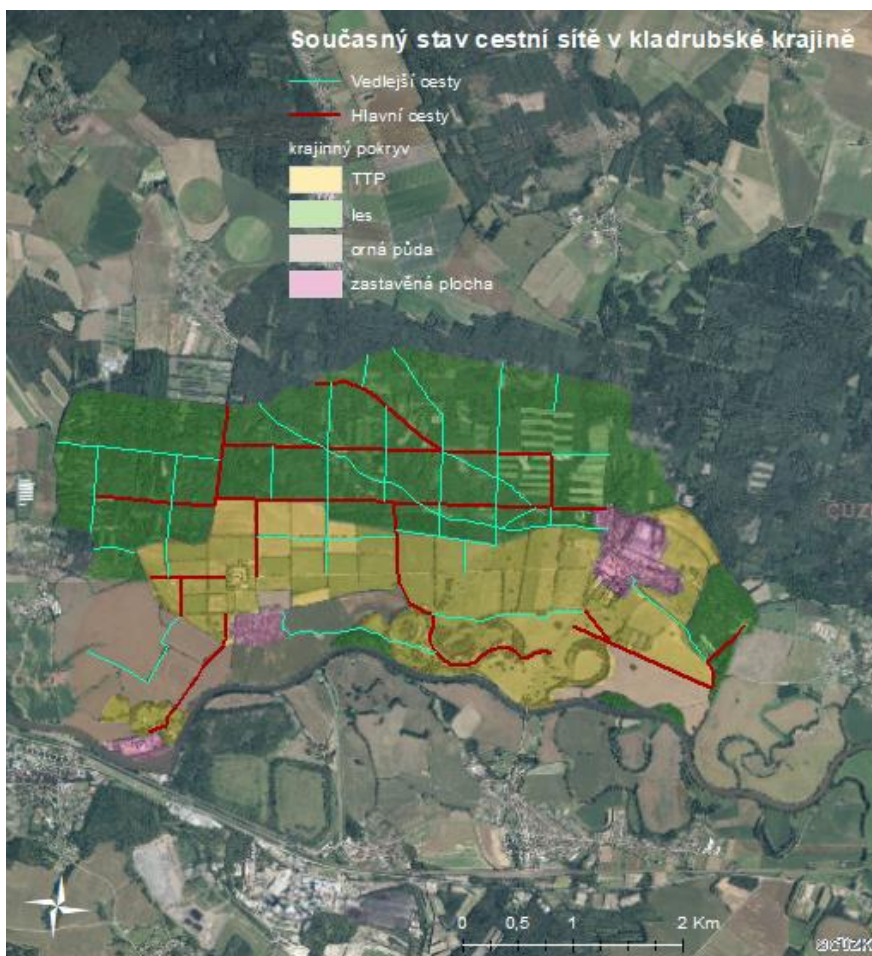 Současný stav cestní sítě v kladrubské krajině
Vedlejší cesty
Hlavní cesty
krajinný pokryv
TTP
les
orná půda
zastavěná plocha
0 0,5 1 2 Km